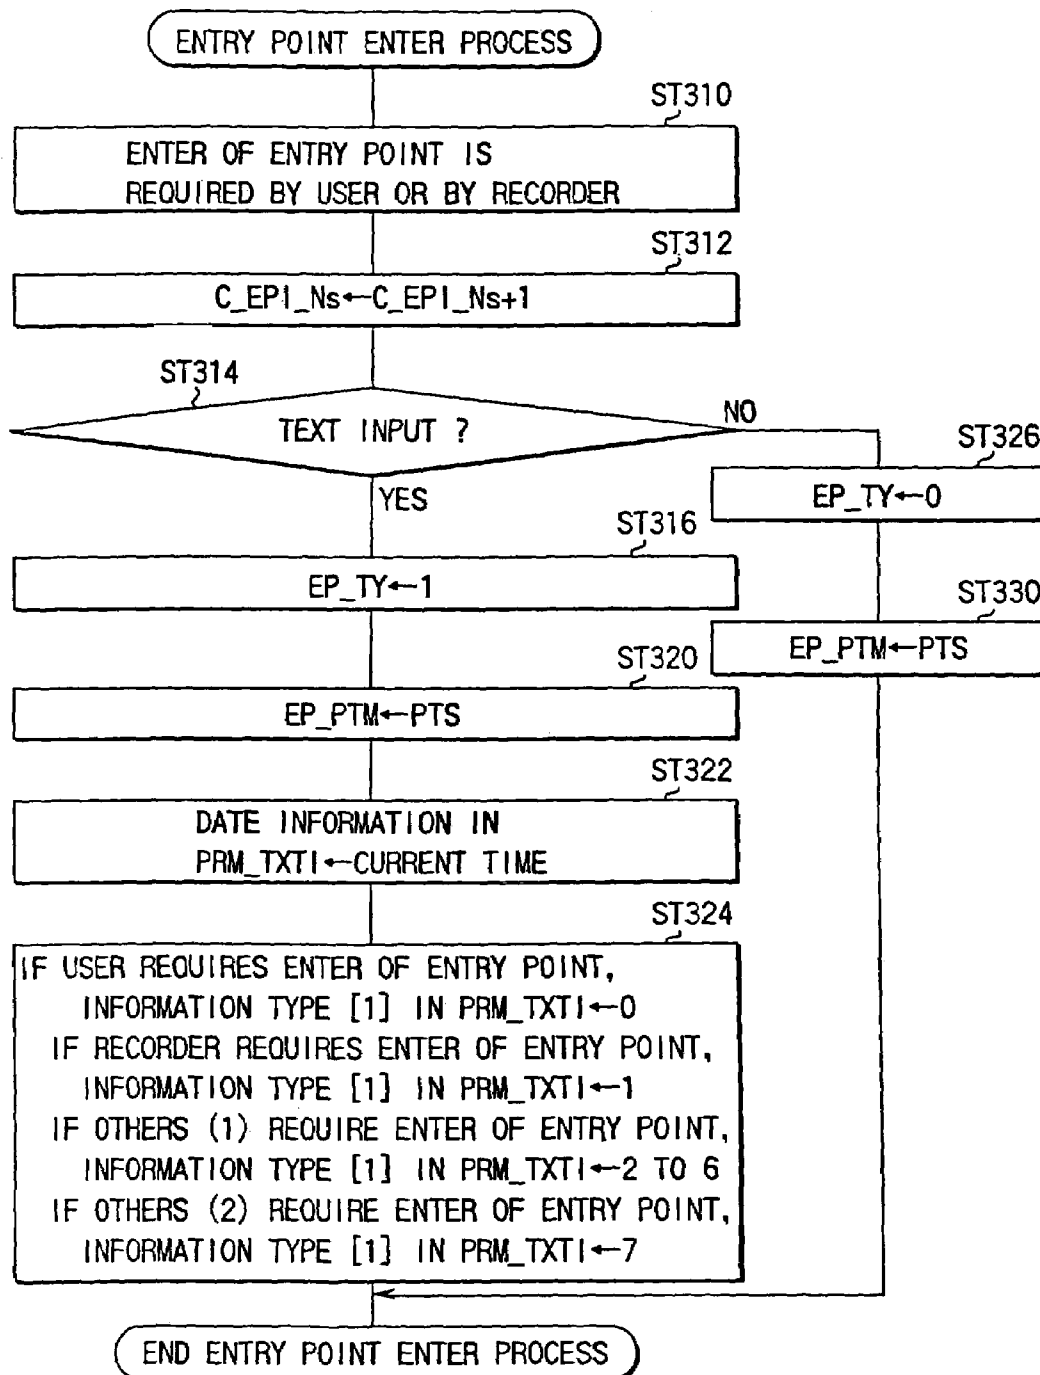 ENTRY POINT ENTER PROCESS
ST310
ENTER OF ENTRY POINT IS
REQUIRED BY USER OR BY RECORDER
ST312
C_EPI_Ns←C_EPI_Ns+1
ST314
TEXT INPUT ?
NO
YES
ST326
EP_TY←0
ST316
EP_TY←1
ST330
EP_PTM←PTS
ST320
EP_PTM←PTS
ST322
DATE INFORMATION IN
PRM_TXTI←CURRENT TIME
ST324
IF USER REQUIRES ENTER OF ENTRY POINT,
INFORMATION TYPE [1] IN PRM_TXTI←0
IF RECORDER REQUIRES ENTER OF ENTRY POINT,
INFORMATION TYPE [1] IN PRM_TXTI←1
IF OTHERS (1) REQUIRE ENTER OF ENTRY POINT,
INFORMATION TYPE [1] IN PRM_TXTI←2 TO 6
IF OTHERS (2) REQUIRE ENTER OF ENTRY POINT,
INFORMATION TYPE [1] IN PRM_TXTI←7
END ENTRY POINT ENTER PROCESS